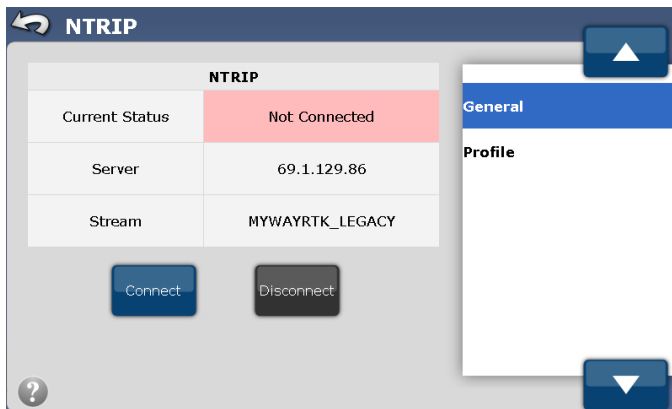 NTRIP
NTRIP
Current Status Not Connected
Server 69.1.129.86
Stream MYWAYRTK_LEGACY
Connect Disconnect
General
Profile
?